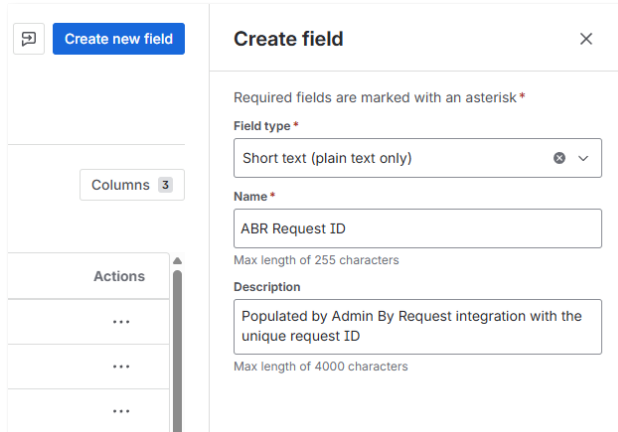 Create new field
Columns 3
Actions
...
...
...
Create field
Required fields are marked with an asterisk *
Field type *
Short text (plain text only)
Name *
ABR Request ID
Max length of 255 characters
Description
Populated by Admin By Request integration with the
unique request ID
Max length of 4000 characters